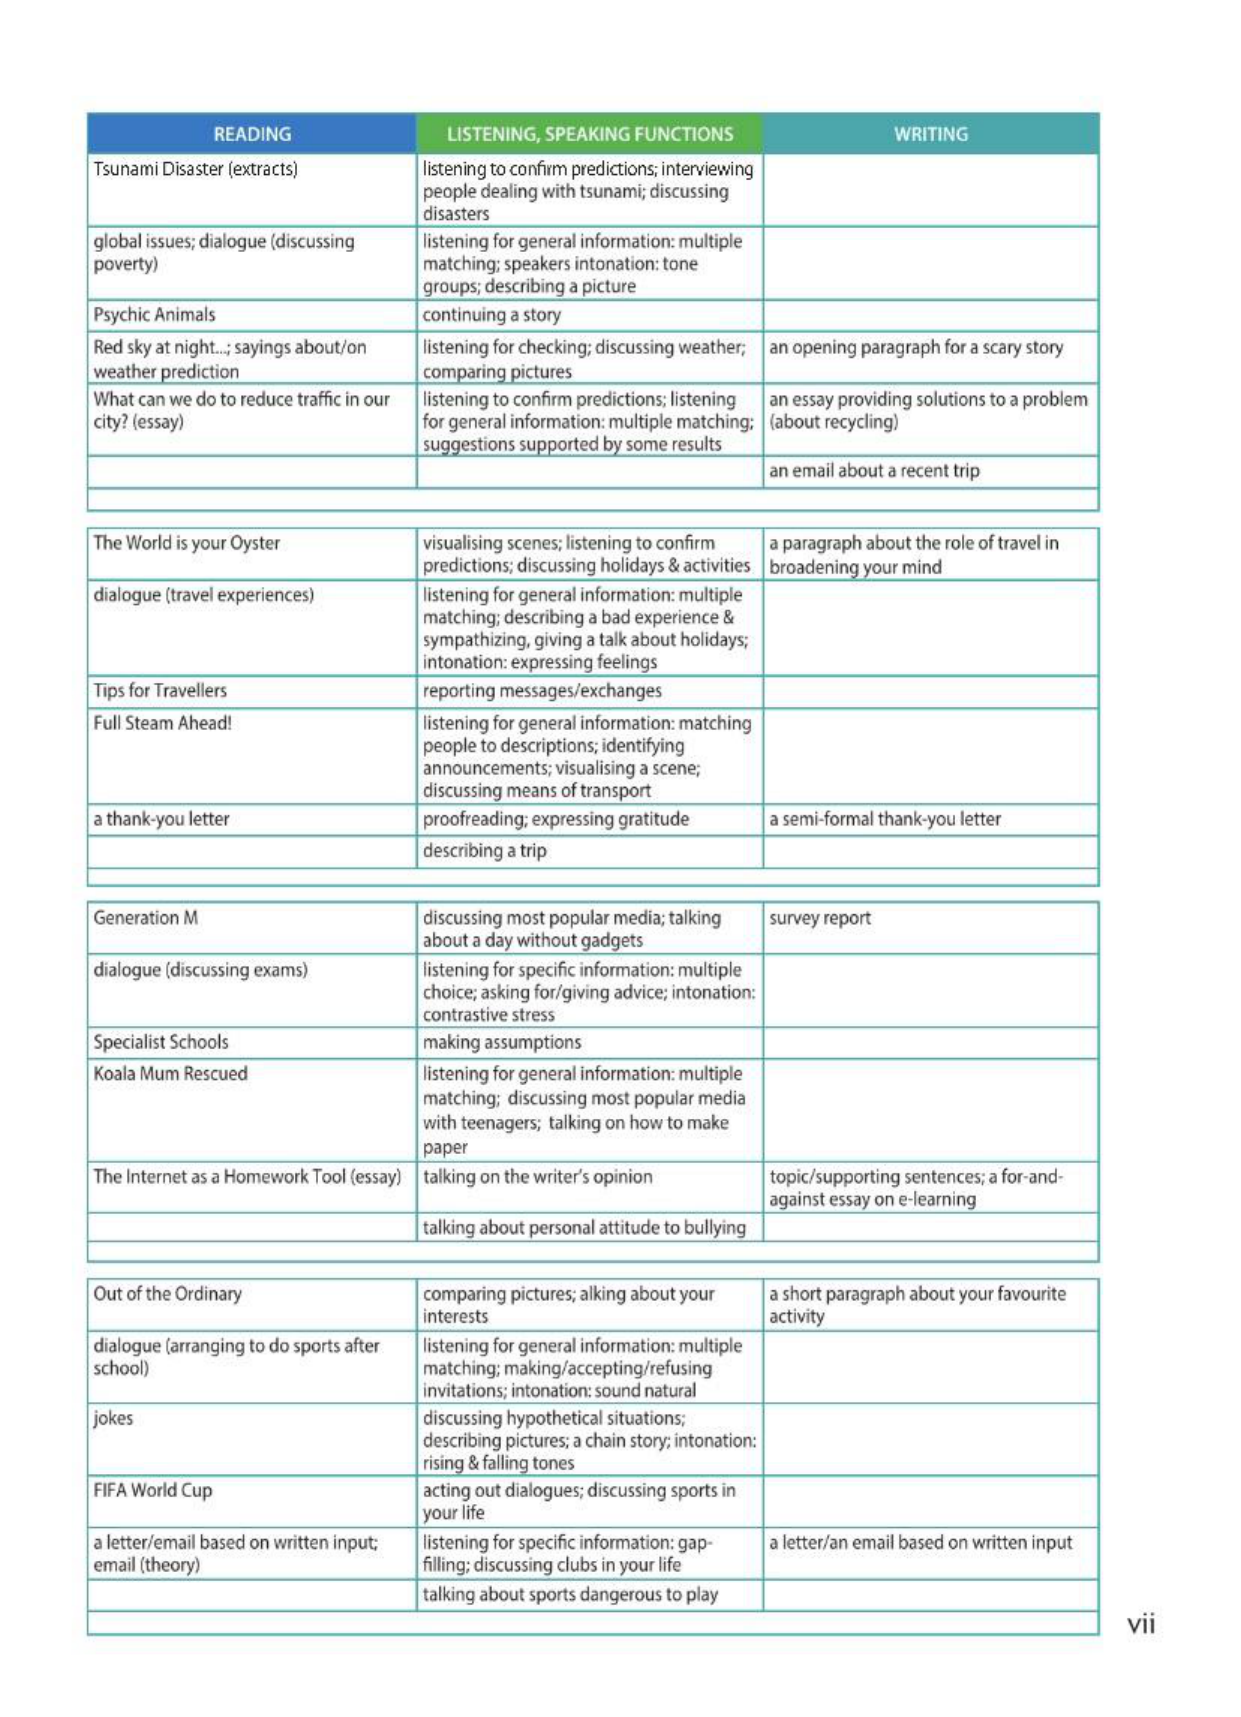 READING LISTENING, SPEAKING FUNCTIONS WRITING
Tsunami Disaster (extracts)
listening to confirm predictions; interviewing
people dealing with tsunami; discussing
disasters
global issues; dialogue (discussing
poverty)
listening for general information: multiple
matching; speakers intonation: tone
groups; describing a picture
Psychic Animals
continuing a story
Red sky at night...; sayings about/on
weather prediction
listening for checking; discussing weather;
comparing pictures
an opening paragraph for a scary story
What can we do to reduce traffic in our
city? (essay)
listening to confirm predictions; listening
for general information: multiple matching;
suggestions supported by some results
an essay providing solutions to a problem
(about recycling)
an email about a recent trip
The World is your Oyster
visualising scenes; listening to confirm
predictions; discussing holidays & activities
a paragraph about the role of travel in
broadening your mind
dialogue (travel experiences)
listening for general information: multiple
matching; describing a bad experience &
sympathizing, giving a talk about holidays;
intonation: expressing feelings
Tips for Travellers
reporting messages/exchanges
Full Steam Ahead!
listening for general information: matching
people to descriptions; identifying
announcements; visualising a scene;
discussing means of transport
a thank-you letter
proofreading; expressing gratitude
a semi-formal thank-you letter
describing a trip
Generation M
discussing most popular media; talking
about a day without gadgets
survey report
dialogue (discussing exams)
listening for specific information: multiple
choice; asking for/giving advice; intonation:
contrastive stress
Specialist Schools
making assumptions
Koala Mum Rescued
listening for general information: multiple
matching; discussing most popular media
with teenagers; talking on how to make
paper
The Internet as a Homework Tool (essay)
talking on the writer's opinion
topic/supporting sentences; a for-and-
against essay on e-learning
talking about personal attitude to bullying
Out of the Ordinary
comparing pictures; alking about your
interests
a short paragraph about your favourite
activity
dialogue (arranging to do sports after
school)
listening for general information: multiple
matching; making/accepting/refusing
invitations; intonation: sound natural
jokes
discussing hypothetical situations;
describing pictures; a chain story; intonation:
rising & falling tones
FIFA World Cup
acting out dialogues; discussing sports in
your life
a letter/email based on written input;
email (theory)
listening for specific information: gap-
filling; discussing clubs in your life
a letter/an email based on written input
talking about sports dangerous to play
vii